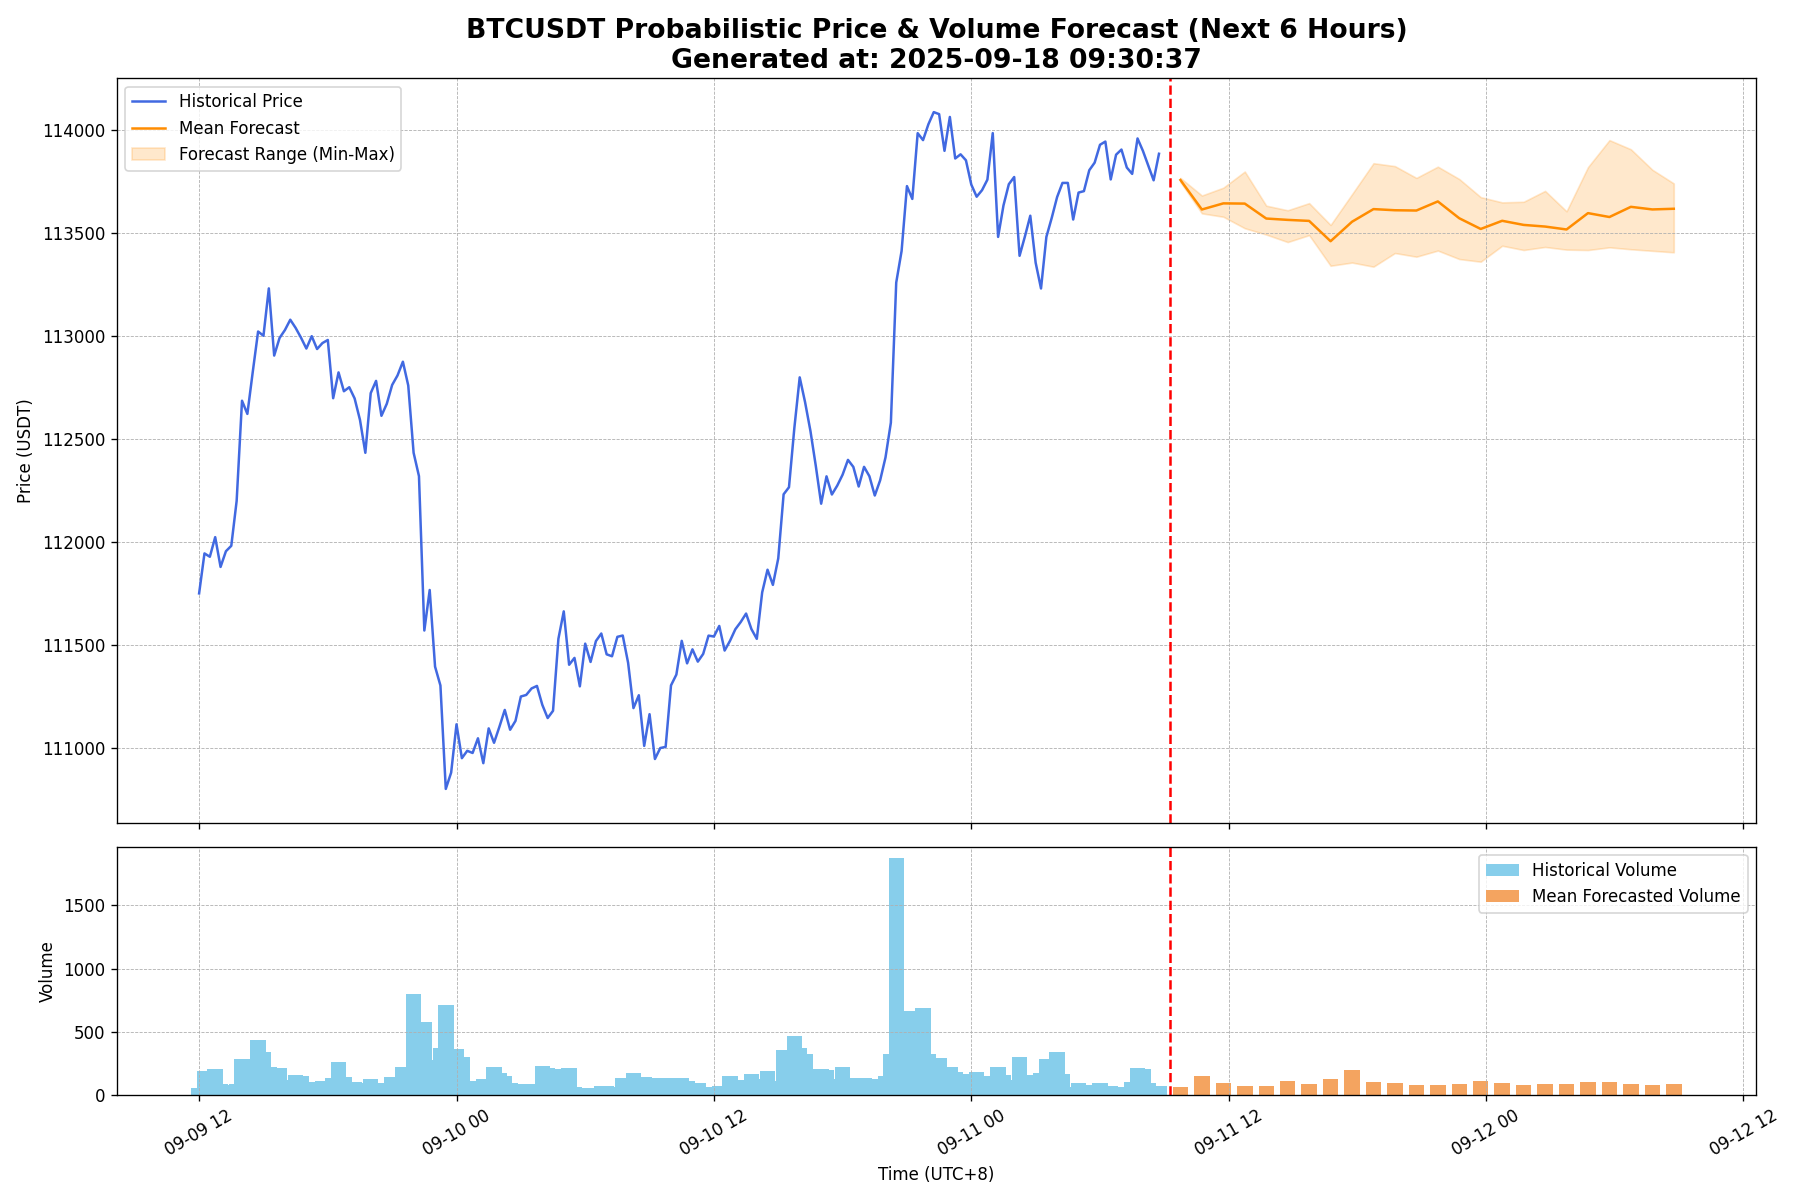 BTCUSDT Probabilistic Price & Volume Forecast (Next 6 Hours)
Generated at: 2025-09-18 09:30:37
Historical Price
Mean Forecast
Forecast Range (Min-Max)
114000
113500
113000
112500
112000
111500
111000
Price (USDT)
Historical Volume
Mean Forecasted Volume
1500
1000
500
0
Volume
09-09 12
09-10 00
09-10 12
09-11 00
09-11 12
09-12 00
09-12 12
Time (UTC+8)